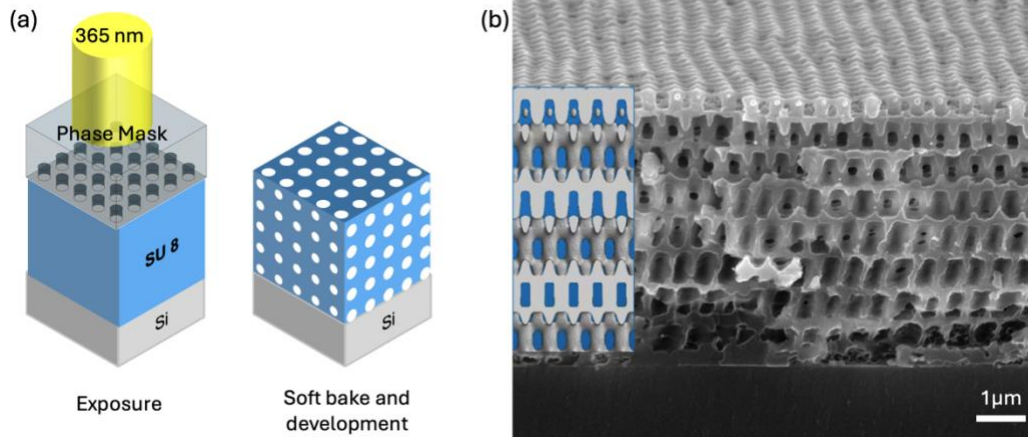 (a)
365 nm
Phase Mask
SU 8
Si
Exposure
Si
Soft bake and
development
(b)
1μm